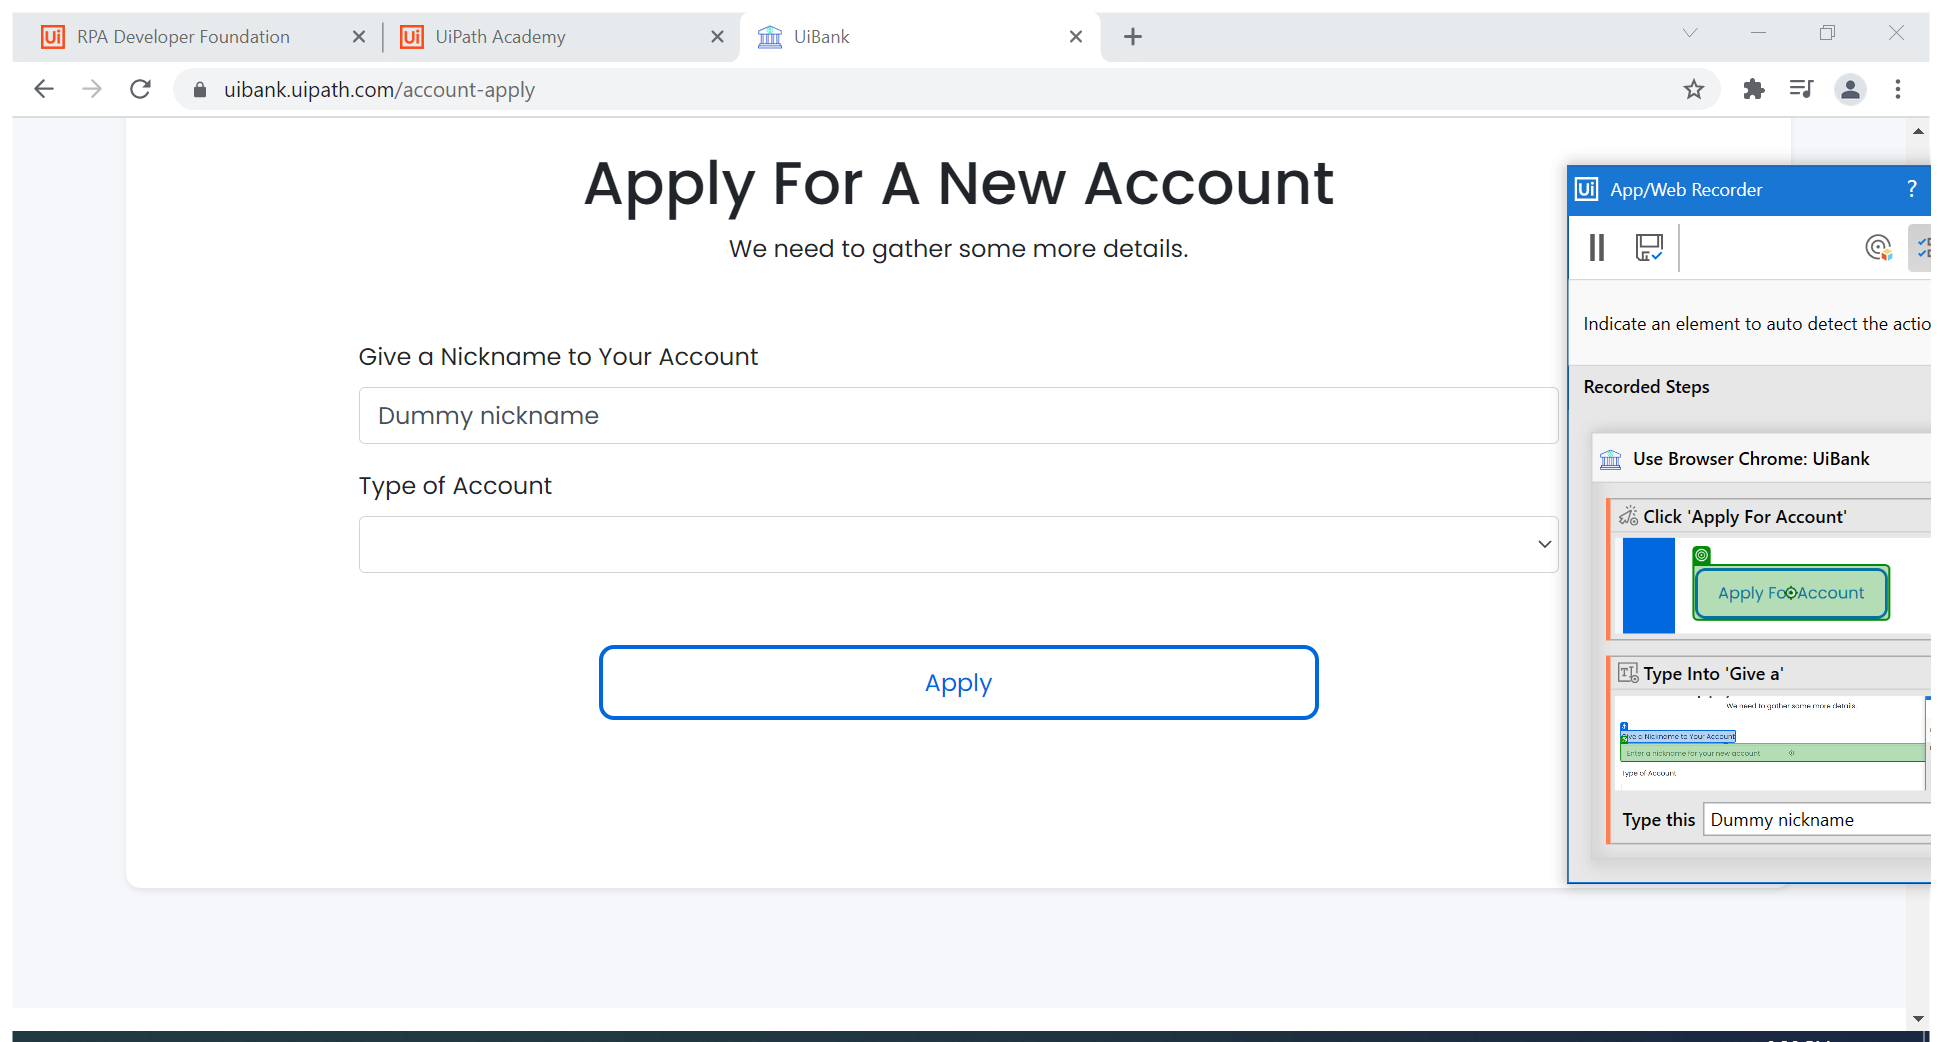 Ui RPA Developer Foundation
Ui UiPath Academy
UiBank
uibank.uipath.com/account-apply
Apply For A New Account
We need to gather some more details.
Give a Nickname to Your Account
Dummy nickname
Type of Account
Apply
Ui App/Web Recorder ?
Indicate an element to auto detect the actio
Recorded Steps
Use Browser Chrome: UiBank
Click 'Apply For Account'
Apply For Account
Type Into 'Give a'
We need to gather some more details.
Give a Nickname to Your Account
Enter a nickname for your new account
Type of Account
Type this Dummy nickname